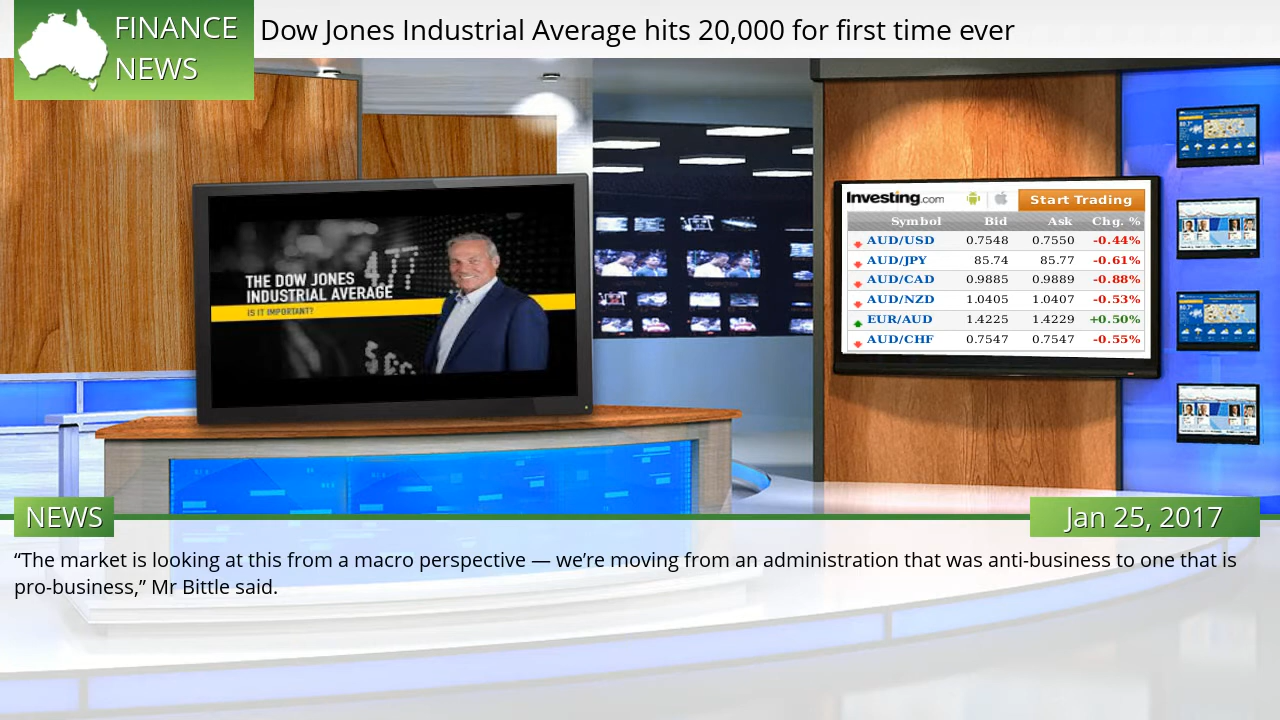 FINANCE
NEWS
Dow Jones Industrial Average hits 20,000 for first time ever
THE DOW JONES
INDUSTRIAL AVERAGE
IS IT IMPORTANT?
477
Investing.com Start Trading
Symbol Bid Ask Chg. %
AUD/USD 0.7548 0.7550 -0.44%
AUD/JPY 85.74 85.77 -0.61%
AUD/CAD 0.9885 0.9889 -0.88%
AUD/NZD 1.0405 1.0407 -0.53%
EUR/AUD 1.4225 1.4229 +0.50%
AUD/CHF 0.7547 0.7547 -0.55%
NEWS
Jan 25, 2017
“The market is looking at this from a macro perspective — we’re moving from an administration that was anti-business to one that is
pro-business,” Mr Bittle said.